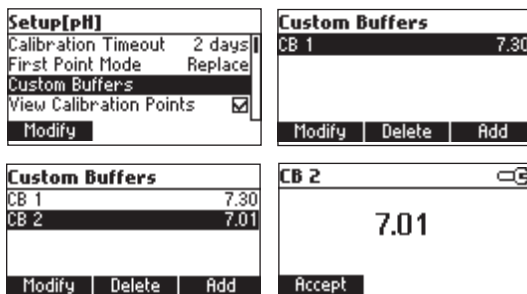 Setup[pH]
Calibration Timeout 2 days
First Point Mode Replace
Custom Buffers
View Calibration Points
Modify
Custom Buffers
CB 1 7.30
Modify Delete Add
Custom Buffers
CB 1 7.30
CB 2 7.01
Modify Delete Add
CB 2
7.01
Accept